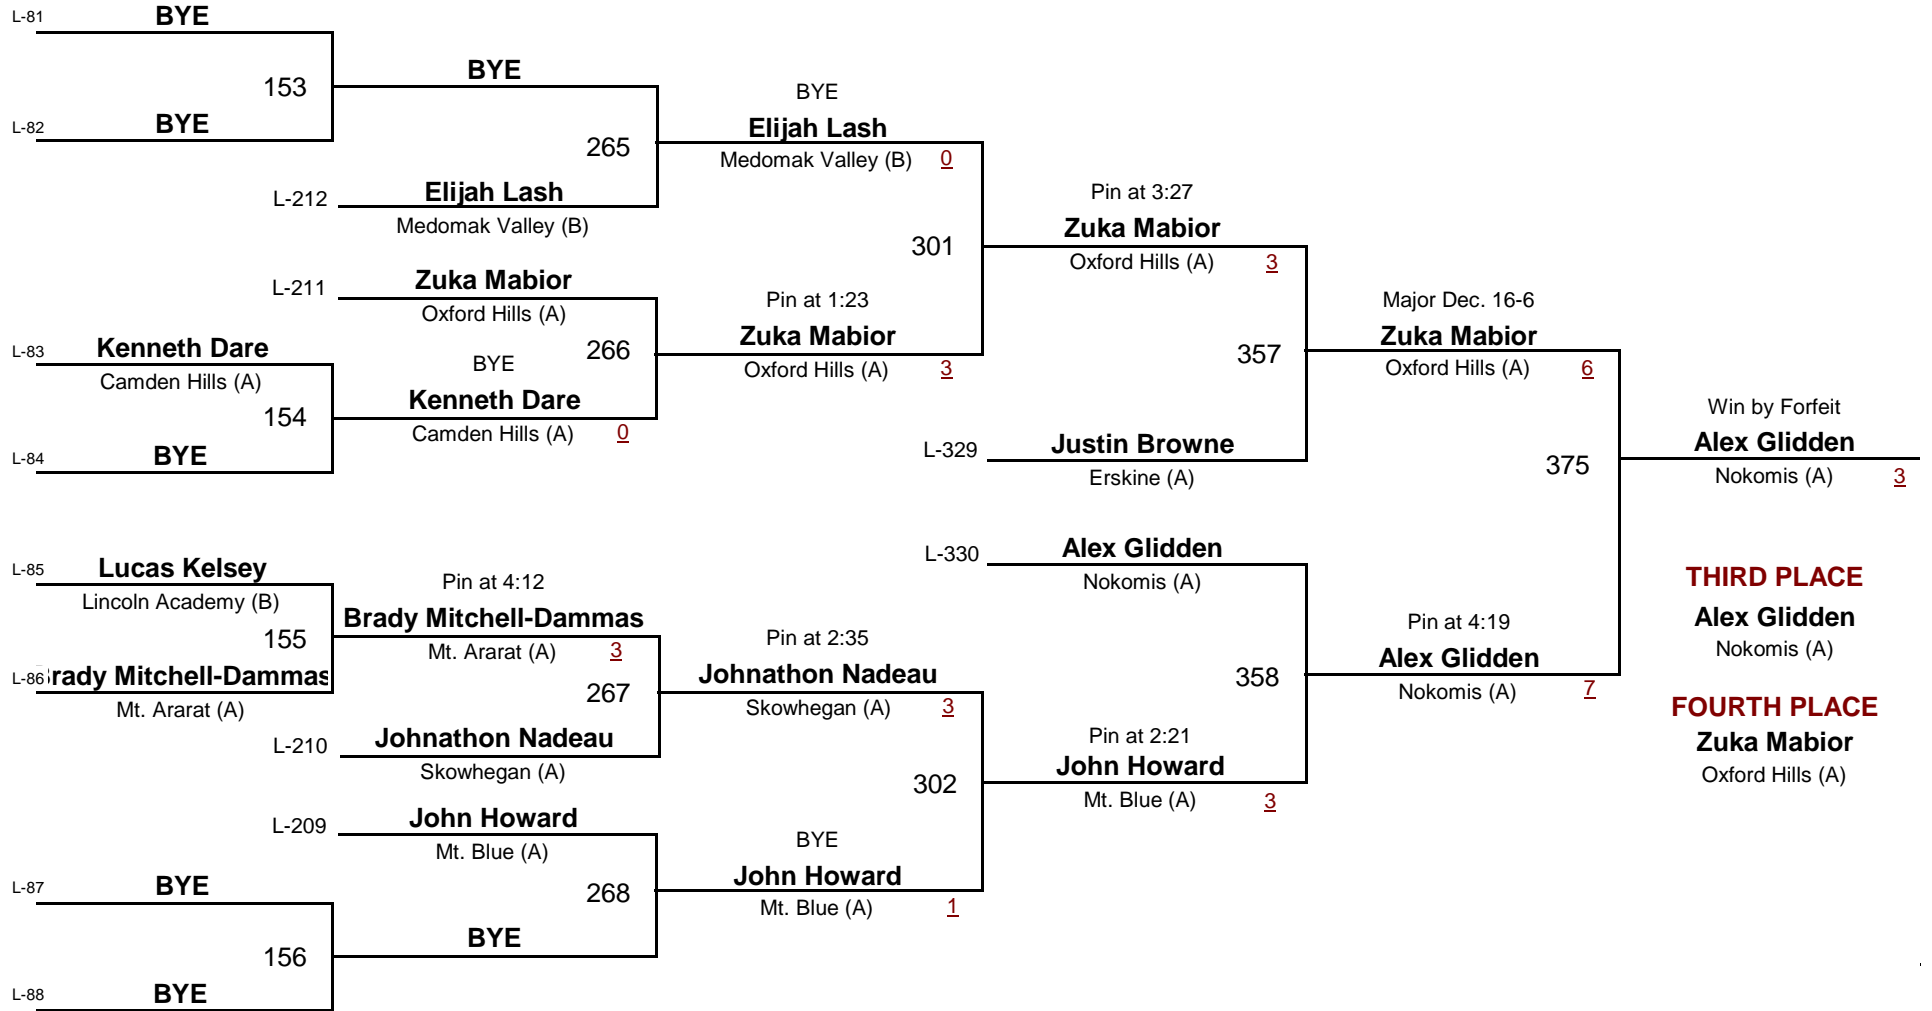 L-81 BYE
153
L-82 BYE
BYE
265
L-212 Elijah Lash
Medomak Valley (B)
L-211 Zuka Mabior
Oxford Hills (A)
266
L-83 Kenneth Dare
Camden Hills (A)
154
L-84 BYE
BYE
Kenneth Dare
Camden Hills (A) 0
L-85 Lucas Kelsey
Lincoln Academy (B)
155
L-86 rady Mitchell-Dammas
Mt. Ararat (A)
Pin at 4:12
Brady Mitchell-Dammas
Mt. Ararat (A) 3
267
L-210 Johnathon Nadeau
Skowhegan (A)
L-209 John Howard
Mt. Blue (A)
268
L-87 BYE
156
L-88 BYE
BYE
BYE
Elijah Lash
Medomak Valley (B) 0
301
Pin at 1:23
Zuka Mabior
Oxford Hills (A) 3
Pin at 2:35
Johnathon Nadeau
Skowhegan (A) 3
302
BYE
John Howard
Mt. Blue (A) 1
Pin at 3:27
Zuka Mabior
Oxford Hills (A) 3
357
L-329 Justin Browne
Erskine (A)
L-330 Alex Glidden
Nokomis (A)
358
Pin at 2:21
John Howard
Mt. Blue (A) 3
Major Dec. 16-6
Zuka Mabior
Oxford Hills (A) 6
375
Pin at 4:19
Alex Glidden
Nokomis (A) 7
Win by Forfeit
Alex Glidden
Nokomis (A) 3
THIRD PLACE
Alex Glidden
Nokomis (A)
FOURTH PLACE
Zuka Mabior
Oxford Hills (A)